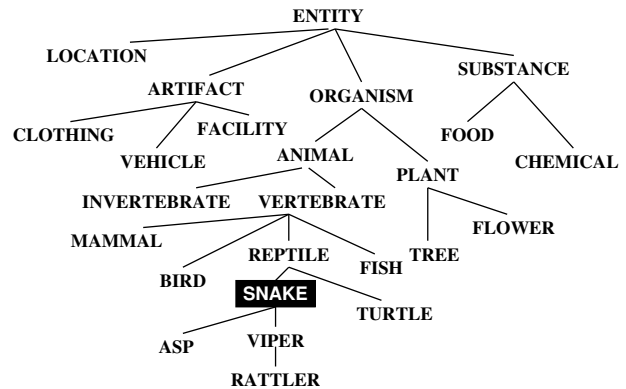 ENTITY
LOCATION
SUBSTANCE
ARTIFACT
ORGANISM
CLOTHING
FACILITY
FOOD
VEHICLE
ANIMAL
CHEMICAL
PLANT
INVERTEBRATE
VERTEBRATE
FLOWER
MAMMAL
REPTILE
TREE
BIRD
FISH
SNAKE
TURTLE
ASP
VIPER
RATTLER